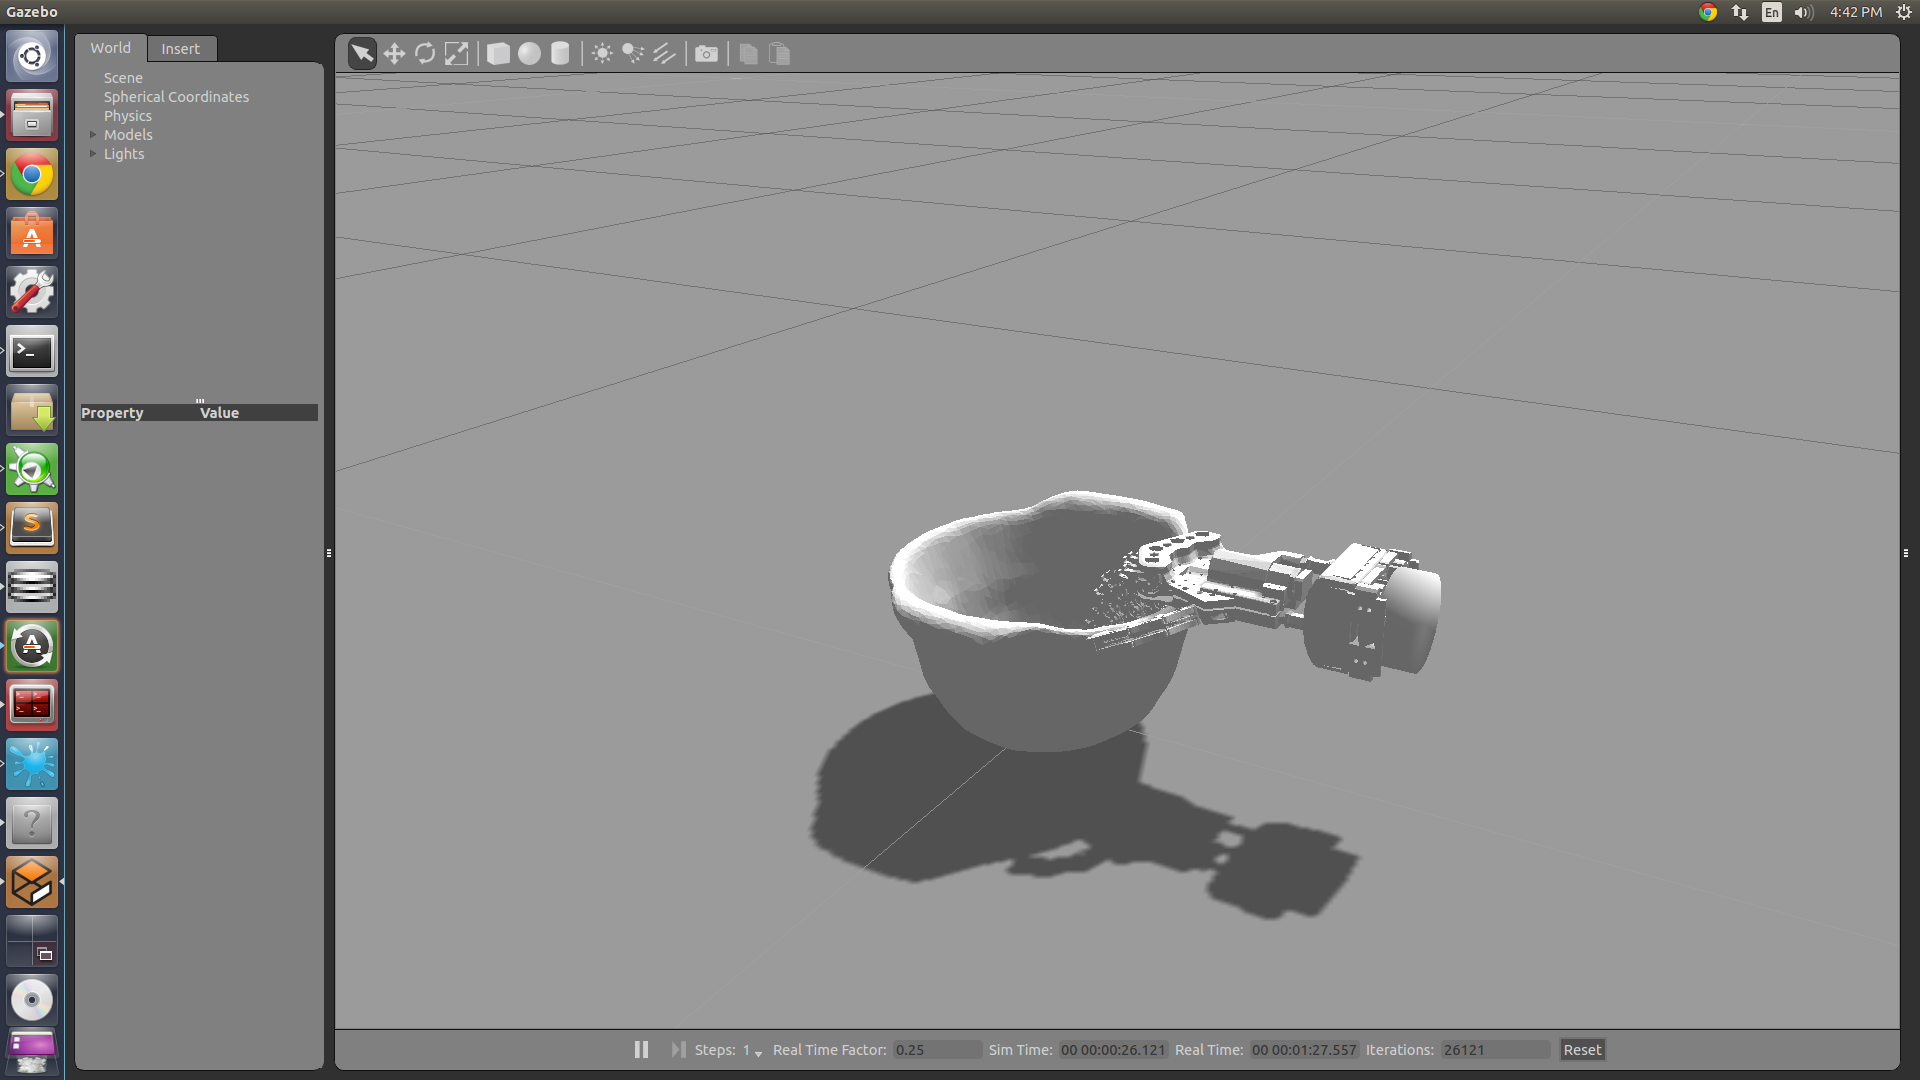 Gazebo
En
4:42 PM
World
Insert
Scene
Spherical Coordinates
Physics
Models
Lights
Property
Value
Steps: 1
Real Time Factor: 0.25
Sim Time: 00 00:00:26.121
Real Time: 00 00:01:27.557
Iterations: 26121
Reset